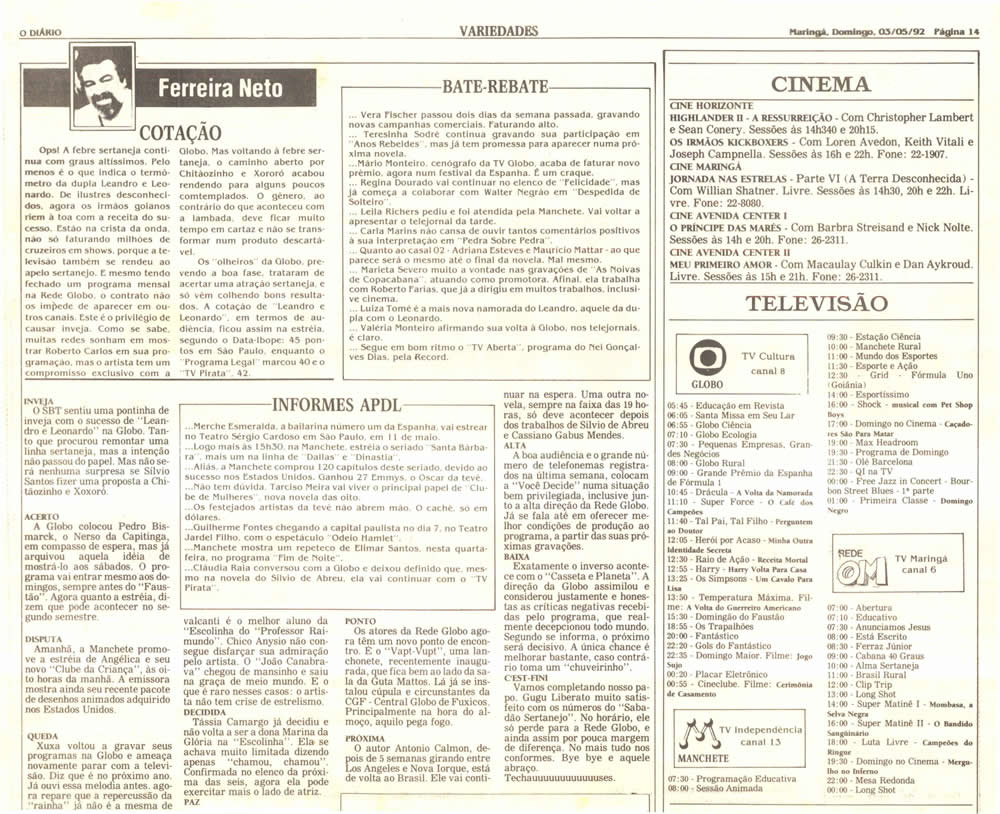 O DIÁRIO
VARIEDADES
Maringá, Domingo, 03/05/92 Página 14
Ferreira Neto
COTAÇÃO
Ops! A febre sertaneja conti-
nua com graus altíssimos. Pelo
menos é o que indica o termô-
metro da dupla Leandro e Leo-
nardo. De ilustres desconheci-
dos, agora os irmãos goianos
riem à toa com a receita do su-
cesso. Estão na crista da onda,
não só faturando milhões de
cruzeiros em shows, porque a te-
levisão também se rendeu ao
apelo sertanejo. E mesmo tendo
fechado um programa mensal
na Rede Globo, o contrato não
os impede de aparecer em ou-
tros canais. Este é o privilégio de
causar inveja. Como se sabe,
muitas redes sonham em mos-
trar Roberto Carlos em sua pro-
gramação, mas o artista tem um
compromisso exclusivo com a
Globo. Mas voltando à febre ser-
taneja, o caminho aberto por
Chitãozinho e Xororó acabou
rendendo para alguns poucos
contemplados. O gênero, ao
contrário do que aconteceu com
a lambada, deve ficar muito
tempo em cartaz e não se trans-
formar num produto descartá-
vel.
Os "olheiros" da Globo, pre-
vendo a boa fase, trataram de
acertar uma atração sertaneja, e
só vêm colhendo bons resulta-
dos. A cotação de "Leandro e
Leonardo", em termos de au-
diência, ficou assim na estréia,
segundo o Data-Ibope: 45 pon-
tos em São Paulo, enquanto o
"Programa Legal" marcou 40 e o
"TV Pirata", 42.
BATE-REBATE
... Vera Fischer passou dois dias da semana passada, gravando
novas campanhas comerciais. Faturando alto.
... Teresinha Sodré continua gravando sua participação em
"Anos Rebeldes", mas já tem promessa para aparecer numa pró-
xima novela.
...Mário Monteiro, cenógrafo da TV Globo, acaba de faturar novo
prêmio, agora num festival da Espanha. É um craque.
... Regina Dourado vai continuar no elenco de "Felicidade", mas
já começa a colaborar com Walter Negrão em "Despedida de
Solteiro".
... Leila Richers pediu e foi atendida pela Manchete. Vai voltar a
apresentar o telejornal da tarde.
... Carla Marins não cansa de ouvir tantos comentários positivos
à sua interpretação em "Pedra Sobre Pedra".
... Quanto ao casal 02 - Adriana Esteves e Maurício Mattar - ao que
parece será o mesmo até o final da novela. Mal mesmo.
... Marieta Severo muito a vontade nas gravações de "As Noivas
de Copacabana", atuando como promotora. Afinal, ela trabalha
com Roberto Farias, que já a dirigiu em muitos trabalhos, inclusi-
ve cinema.
... Luiza Tomé é a mais nova namorada do Leandro, aquele da du-
pla com o Leonardo.
... Valéria Monteiro afirmando sua volta à Globo, nos telejornais,
é claro.
... Segue em bom ritmo o "TV Aberta", programa do Nei Gonçal-
ves Dias, pela Record.
INVEJA
O SBT sentiu uma pontinha de
inveja com o sucesso de "Lean-
dro e Leonardo" na Globo. Tan-
to que procurou remontar uma
linha sertaneja, mas a intenção
não passou do papel. Mas não se-
rá nenhuma surpresa se Silvio
Santos fizer uma proposta a Chi-
tãozinho e Xororó.
ACERTO
A Globo colocou Pedro Bis-
marck, o Nerso da Capitinga,
em compasso de espera, mas já
arquivou aquela idéia de
mostrá-lo aos sábados. O pro-
grama vai entrar mesmo aos do-
mingos, sempre antes do "Faus-
tão". Agora quanto a estréia, di-
zem que pode acontecer no se-
gundo semestre.
DISPUTA
Amanhã, a Manchete promo-
ve a estréia de Angélica e seu
novo "Clube da Criança", às oi-
to horas da manhã. A emissora
mostra ainda seu recente pacote
de desenhos animados adquirido
nos Estados Unidos.
QUEDA
Xuxa voltou a gravar seus
programas na Globo e ameaça
novamente parar com a televi-
são. Diz que é no próximo ano.
Já ouvi essa melodia antes. ago-
ra repare que a repercussão da
"rainha" já não é a mesma de
INFORMES APDL
...Merche Esmeralda, a bailarina número um da Espanha, vai estrear
no Teatro Sérgio Cardoso em São Paulo, em 11 de maio.
...Logo mais às 15h30, na Manchete, estréia o seriado "Santa Bárba-
ra", mais um na linha de "Dallas" e "Dinastia".
...Aliás, a Manchete comprou 120 capítulos deste seriado, devido ao
sucesso nos Estados Unidos. Ganhou 27 Emmys, o Oscar da tevê.
...Não tem dúvida. Tarciso Meira vai viver o principal papel de "Clu-
be de Mulheres", nova novela das oito.
...Os festejados artistas da tevê não abrem mão. O cachê, só em
dólares.
...Guilherme Fontes chegando a capital paulista no dia 7, no Teatro
Jardel Filho, com o espetáculo "Odelo Hamlet".
...Manchete mostra um repeteco de Elimar Santos, nesta quarta-
feira, no programa "Fim de Noite".
...Cláudia Raia conversou com a Globo e deixou definido que, mes-
mo na novela do Silvio de Abreu, ela vai continuar com o "TV
Pirata".
valcanti é o melhor aluno da
"Escolinha do "Professor Rai-
mundo". Chico Anysio não con-
segue disfarçar sua admiração
pelo artista. O "João Canabra-
va" chegou de mansinho e saiu
na graça de meio mundo. E o
que é raro nesses casos: o artis-
ta não tem crise de estrelismo.
DECIDIDA
Tássia Camargo já decidiu e
não volta a ser a dona Marina da
Glória na "Escolinha". Ela se
achava muito limitada dizendo
apenas "chamou, chamou".
Confirmada no elenco da próxi-
ma das seis, agora ela pode
exercitar mais o lado de atriz.
PAZ
PONTO
Os atores da Rede Globo ago-
ra têm um novo ponto de encon-
tro. É o "Vapt-Vupt", uma lan-
chonete, recentemente inaugura-
da, que fica bem ao lado da sa-
la da Guta Mattos. Lá já se ins-
talou cúpula e circunstantes da
CGF - Central Globo de Fuxicos.
Principalmente na hora do al-
moço, aquilo pega fogo.
PRÓXIMA
O autor Antonio Calmon, de-
pois de 5 semanas girando entre
Los Angeles e Nova Iorque, está
de volta ao Brasil. Ele vai conti-
nuar na espera. Uma outra no-
vela, sempre na faixa das 19 ho-
ras, só deve acontecer depois
dos trabalhos de Silvio de Abreu
e Cassiano Gabus Mendes.
ALTA
A boa audiência e o grande nú-
mero de telefonemas registra-
dos na última semana, colocam
a "Você Decide" numa situação
bem privilegiada, inclusive jun-
to a alta direção da Rede Globo.
Já se fala até em oferecer me-
lhor condições de produção ao
programa, a partir das suas pró-
ximas gravações.
BAIXA
Exatamente o inverso aconte-
ce com o "Casseta e Planeta". A
direção da Globo assimilou e
considerou justamente e hones-
tas as críticas negativas recebi-
das pelo programa, que real-
mente decepcionou todo mundo.
Segundo se informa, o próximo
será decisivo. A única chance é
melhorar bastante, caso contrá-
rio toma um "chuveirinho".
C'EST-FINI
Vamos completando nosso pa-
po. Gugu Liberato muito satis-
feito com os números do "Saba-
dão Sertanejo". No horário, ele
só perde para a Rede Globo, e
ainda assim por pouca margem
de diferença. No mais tudo nos
conformes. Bye bye e aquele
abraço.
Techauuuuuuuuuuuses.
CINEMA
CINE HORIZONTE
HIGHLANDER II - A RESSURREIÇÃO - Com Christopher Lambert
e Sean Conery. Sessões às 14h340 e 20h15.
OS IRMÃOS KICKBOXERS - Com Loren Avedon, Keith Vitali e
Joseph Campnella. Sessões às 16h e 22h. Fone: 22-1907.
CINE MARINGÁ
JORNADA NAS ESTRELAS - Parte VI (A Terra Desconhecida) -
Com Willian Shatner. Livre. Sessões às 14h30, 20h e 22h. Li-
vre. Fone: 22-8080.
CINE AVENIDA CENTER I
O PRÍNCIPE DAS MARÉS - Com Barbra Streisand e Nick Nolte.
Sessões às 14h e 20h. Fone: 26-2311.
CINE AVENIDA CENTER II
MEU PRIMEIRO AMOR - Com Macaulay Culkin e Dan Aykroud.
Livre. Sessões às 15h e 21h. Fone: 26-2311.
TELEVISÃO
GLOBO
TV Cultura
canal 8
05:45 - Educação em Revista
06:05 - Santa Missa em Seu Lar
06:55 - Globo Ciência
07:10 - Globo Ecologia
07:30 - Pequenas Empresas, Gran-
des Negócios
08:00 - Globo Rural
09:00 - Grande Prêmio da Espanha
de Fórmula 1
10:45 - Drácula - A Volta da Namorada
11:10 - Super Force - O Café dos
Campeões
11:40 - Tal Pai, Tal Filho - Perguntem
ao Doutor
12:05 - Herói por Acaso - Minha Outra
Identidade Secreta
12:30 - Raio de Ação - Receita Mortal
12:55 - Harry - Harry Volta Para Casa
13:25 - Os Simpsons - Um Cavalo Para
Lisa
13:50 - Temperatura Máxima. Fil-
me: A Volta do Guerreiro Americano
15:30 - Domingão do Faustão
18:55 - Os Trapalhões
20:00 - Fantástico
22:20 - Gols do Fantástico
22:35 - Domingo Maior. Filme: Jogo
Sujo
00:20 - Placar Eletrônico
00:55 - Cineclube. Filme: Cerimônia
de Casamento
MANCHETE
TV Independência
canal 13
07:30 - Programação Educativa
08:00 - Sessão Animada
09:30 - Estação Ciência
10:00 - Manchete Rural
11:00 - Mundo dos Esportes
11:30 - Esporte e Ação
12:30 - Grid - Fórmula Uno
(Goiânia)
14:00 - Esportíssimo
16:00 - Shock - musical com Pet Shop
Boys
17:00 - Domingo no Cinema - Caçado-
res São Para Matar
19:00 - Max Headroom
19:30 - Programa de Domingo
21:30 - Olé Barcelona
22:30 - QI na TV
00:00 - Free Jazz in Concert - Bour-
bon Street Blues - 1ª parte
01:00 - Primeira Classe - Domingo
Negro
REDE
OM
TV Maringá
canal 6
07:00 - Abertura
07:10 - Educativo
07:30 - Anunciamos Jesus
08:00 - Está Escrito
08:30 - Ferraz Júnior
09:00 - Cabana 40 Graus
10:00 - Alma Sertaneja
11:00 - Brasil Rural
12:00 - Clip Trip
13:00 - Long Shot
14:00 - Super Matinê I - Mombasa, a
Selva Negra
16:00 - Super Matinê II - O Bandido
Sangüinário
18:00 - Luta Livre - Campeões do
Ringue
19:30 - Domingo no Cinema - Mergu-
lho no Inferno
22:00 - Mesa Redonda
00:00 - Long Shot